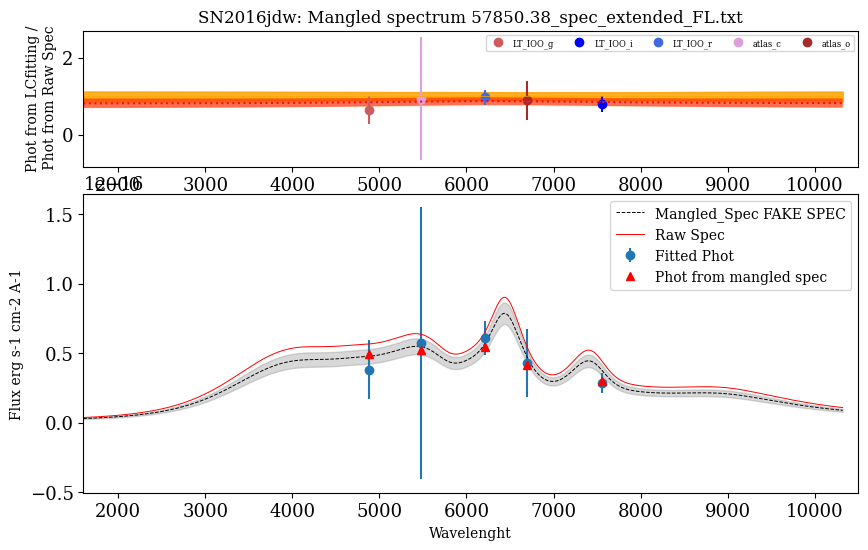 SN2016jdw: Mangled spectrum 57850.38_spec_extended_FL.txt
Phot from LCfitting /
Phot from Raw Spec
2
0
LT_IOO_g
LT_IOO_i
LT_IOO_r
atlas_c
atlas_o
2000 3000 4000 5000 6000 7000 8000 9000 10000
1e−16
Flux erg s-1 cm-2 A-1
1.5
1.0
0.5
0.0
−0.5
Mangled_Spec FAKE SPEC
Raw Spec
Fitted Phot
Phot from mangled spec
2000 3000 4000 5000 6000 7000 8000 9000 10000
Wavelenght